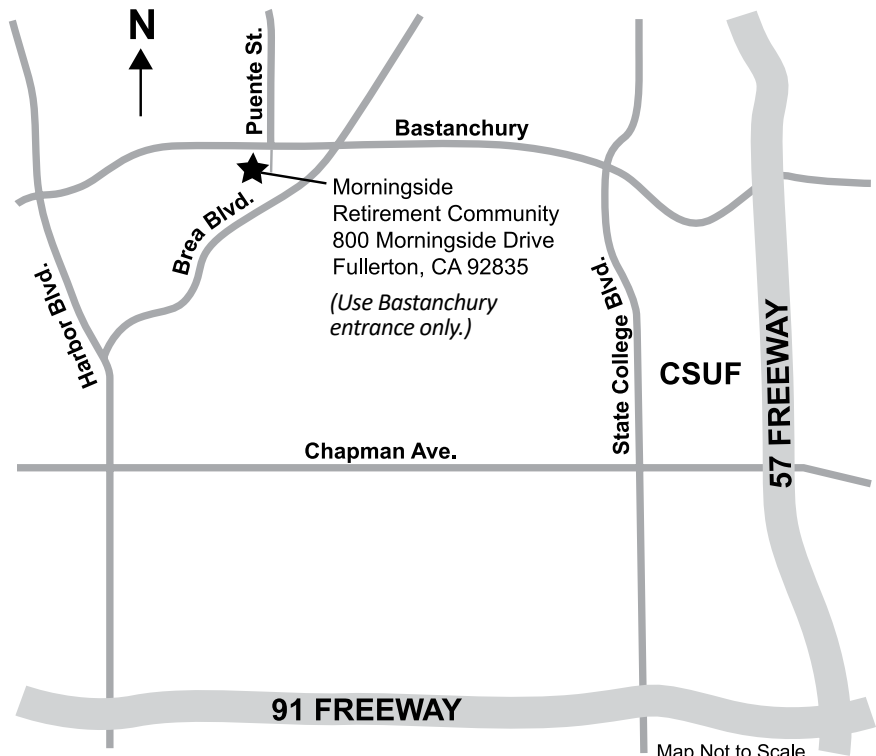 N
Puente St.
Bastanchury
Morningside
Retirement Community
800 Morningside Drive
Fullerton, CA 92835
(Use Bastanchury
entrance only.)
Brea Blvd.
Harbor Blvd.
State College Blvd.
CSUF
57 FREEWAY
Chapman Ave.
91 FREEWAY
Map Not to Scale